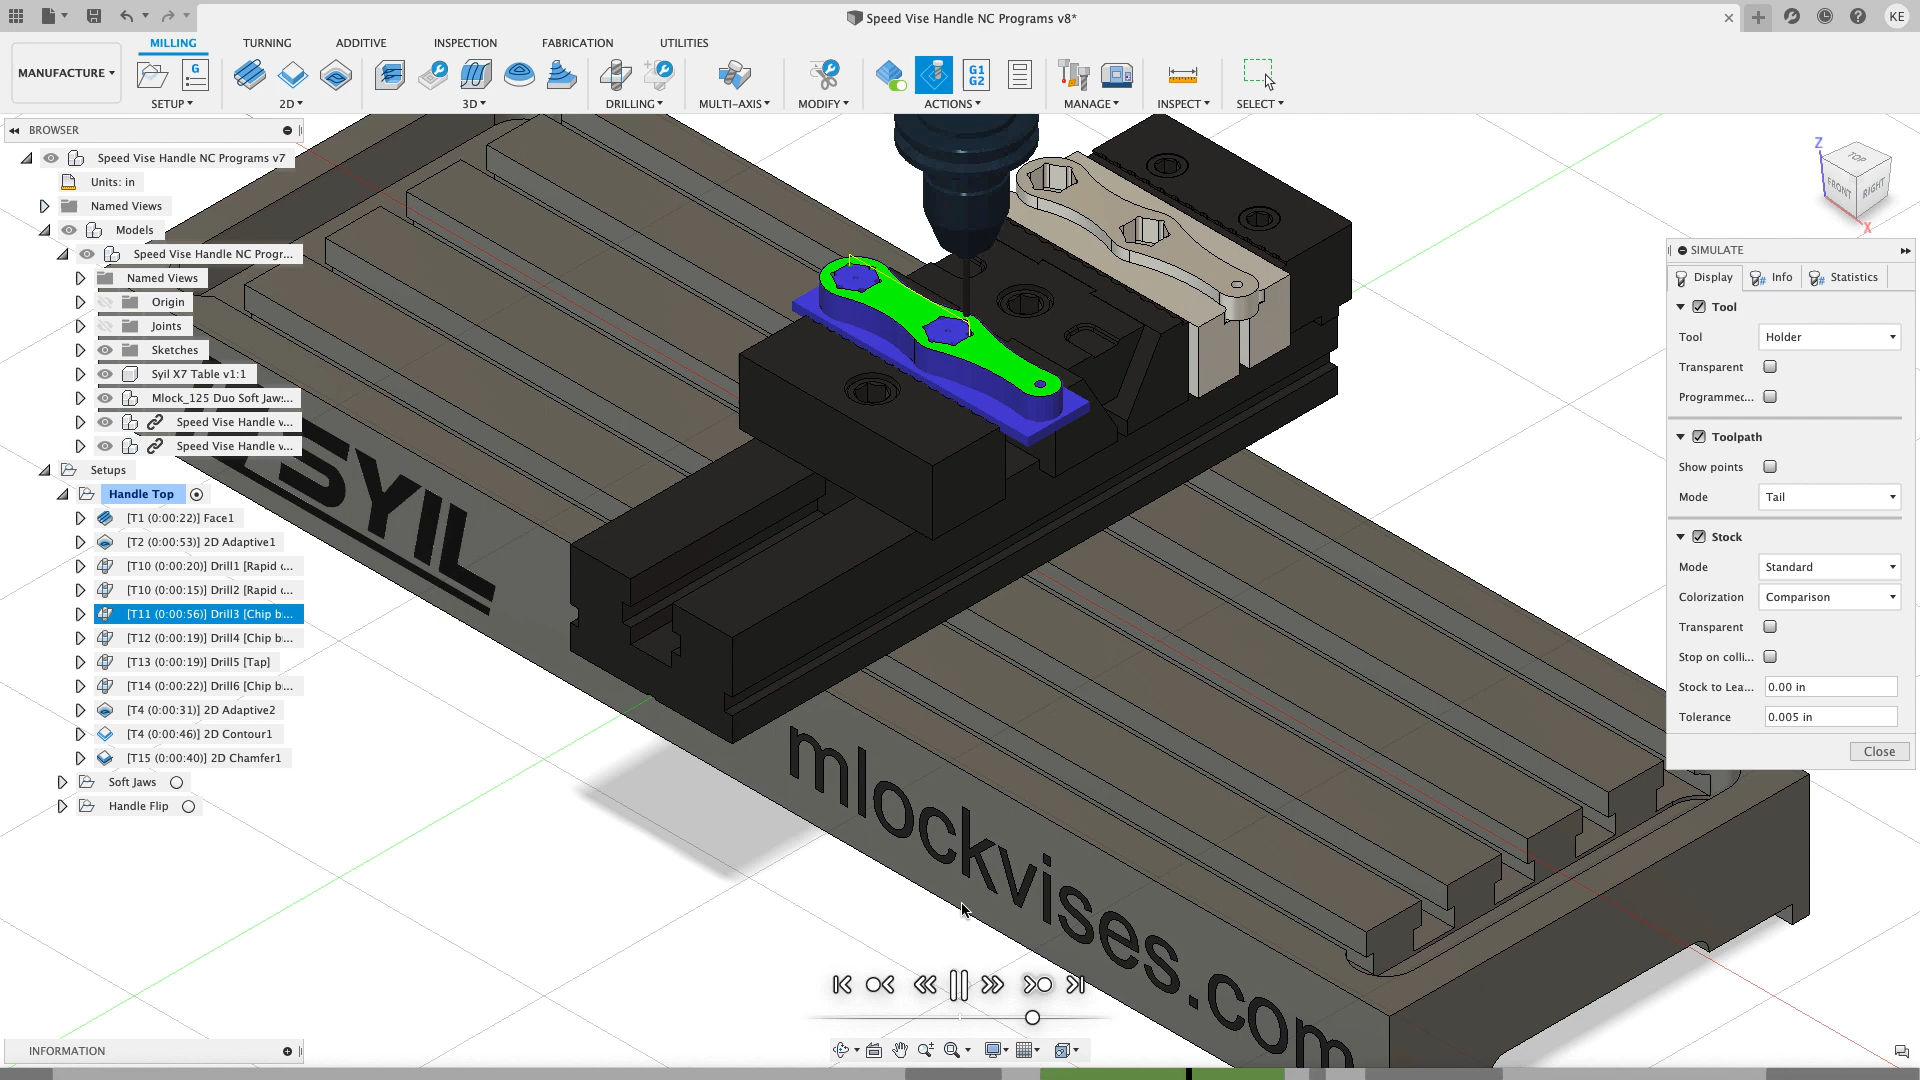 Speed Vise Handle NC Programs v8*
KE
MANUFACTURE
MILLING
TURNING
ADDITIVE
INSPECTION
FABRICATION
UTILITIES
G
G1
G2
SETUP
2D
3D
DRILLING
MULTI-AXIS
MODIFY
ACTIONS
MANAGE
INSPECT
SELECT
BROWSER
Speed Vise Handle NC Programs v7
Units: in
Named Views
Models
Speed Vise Handle NC Progr...
Named Views
Origin
Joints
Sketches
Syil X7 Table v1:1
Mlock_125 Duo Soft Jaw:...
Speed Vise Handle v...
Speed Vise Handle v...
Setups
Handle Top
[T1 (0:00:22)] Face1
[T2 (0:00:53)] 2D Adaptive1
[T10 (0:00:20)] Drill1 [Rapid ‹...
[T10 (0:00:15)] Drill2 [Rapid ‹...
[T11 (0:00:56)] Drill3 [Chip b:...
[T12 (0:00:19)] Drill4 [Chip b:...
[T13 (0:00:19)] Drill5 [Tap]
[T14 (0:00:22)] Drill6 [Chip b:...
[T4 (0:00:31)] 2D Adaptive2
[T4 (0:00:46)] 2D Contour1
[T15 (0:00:40)] 2D Chamfer1
Soft Jaws
Handle Flip
INFORMATION
SYIL
mlockvises.com
Z
TOP
FRONT
RIGHT
X
SIMULATE
Display
Info
Statistics
Tool
Tool
Holder
Transparent
Programmec...
Toolpath
Show points
Mode
Tail
Stock
Mode
Standard
Colorization
Comparison
Transparent
Stop on colli...
Stock to Lea...
0.00 in
Tolerance
0.005 in
Close